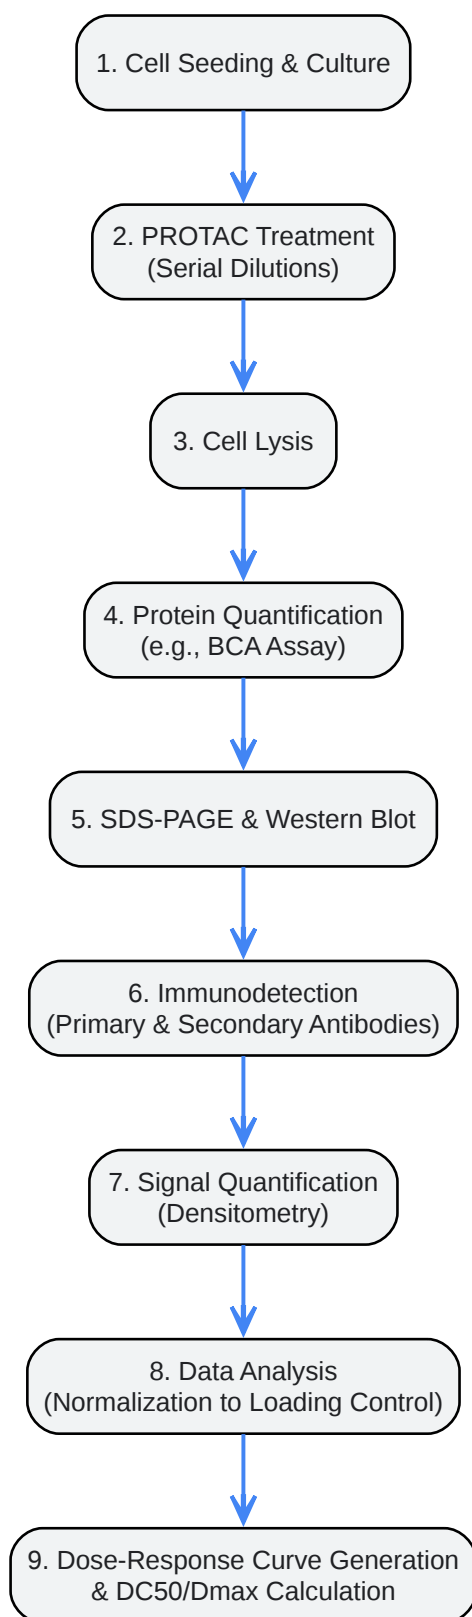 1. Cell Seeding & Culture
2. PROTAC Treatment
(Serial Dilutions)
3. Cell Lysis
4. Protein Quantification
(e.g., BCA Assay)
5. SDS-PAGE & Western Blot
6. Immunodetection
(Primary & Secondary Antibodies)
7. Signal Quantification
(Densitometry)
8. Data Analysis
(Normalization to Loading Control)
9. Dose-Response Curve Generation
& DC50/Dmax Calculation